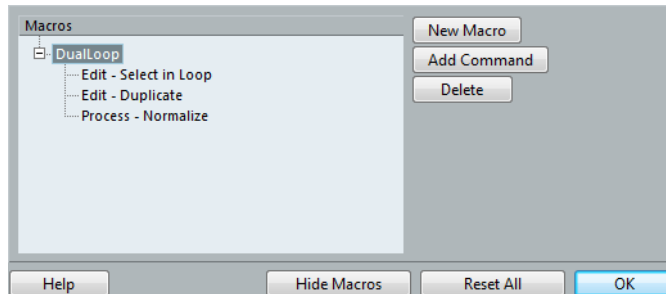 Macros
DualLoop
Edit - Select in Loop
Edit - Duplicate
Process - Normalize
New Macro
Add Command
Delete
Help
Hide Macros
Reset All
OK